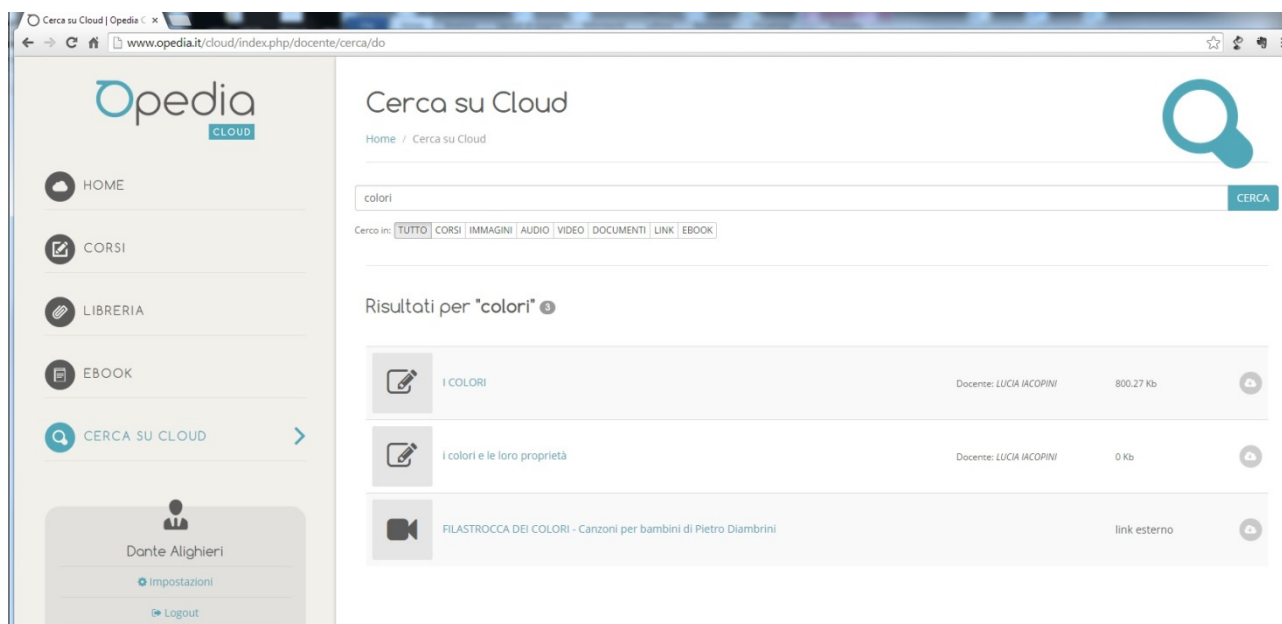 Cerca su Cloud | Opedia C
www.opedia.it/cloud/index.php/docente/cerca/do
Opedia
CLOUD
HOME
CORSI
LIBRERIA
EBOOK
CERCA SU CLOUD
Dante Alighieri
Impostazioni
Logout
Cerca su Cloud
Home / Cerca su Cloud
colori
CERCA
Cerco in: TUTTO CORSI IMMAGINI AUDIO VIDEO DOCUMENTI LINK EBOOK
Risultati per "colori" 3
I COLORI Docente: LUCIA IACOPINI 800.27 Kb
i colori e le loro proprietà Docente: LUCIA IACOPINI 0 Kb
FILASTROCCA DEI COLORI - Canzoni per bambini di Pietro Diambrini link esterno